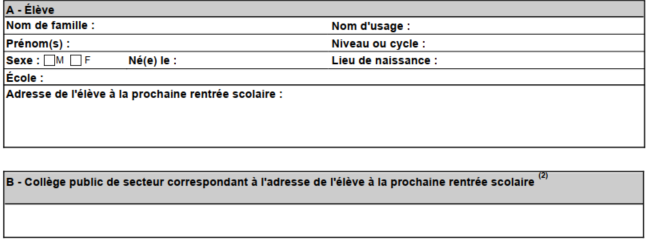 A - Élève
Nom de famille : Nom d'usage :
Prénom(s) : Niveau ou cycle :
Sexe : M F Né(e) le : Lieu de naissance :
École :
Adresse de l'élève à la prochaine rentrée scolaire :
B - Collège public de secteur correspondant à l'adresse de l'élève à la prochaine rentrée scolaire (2)